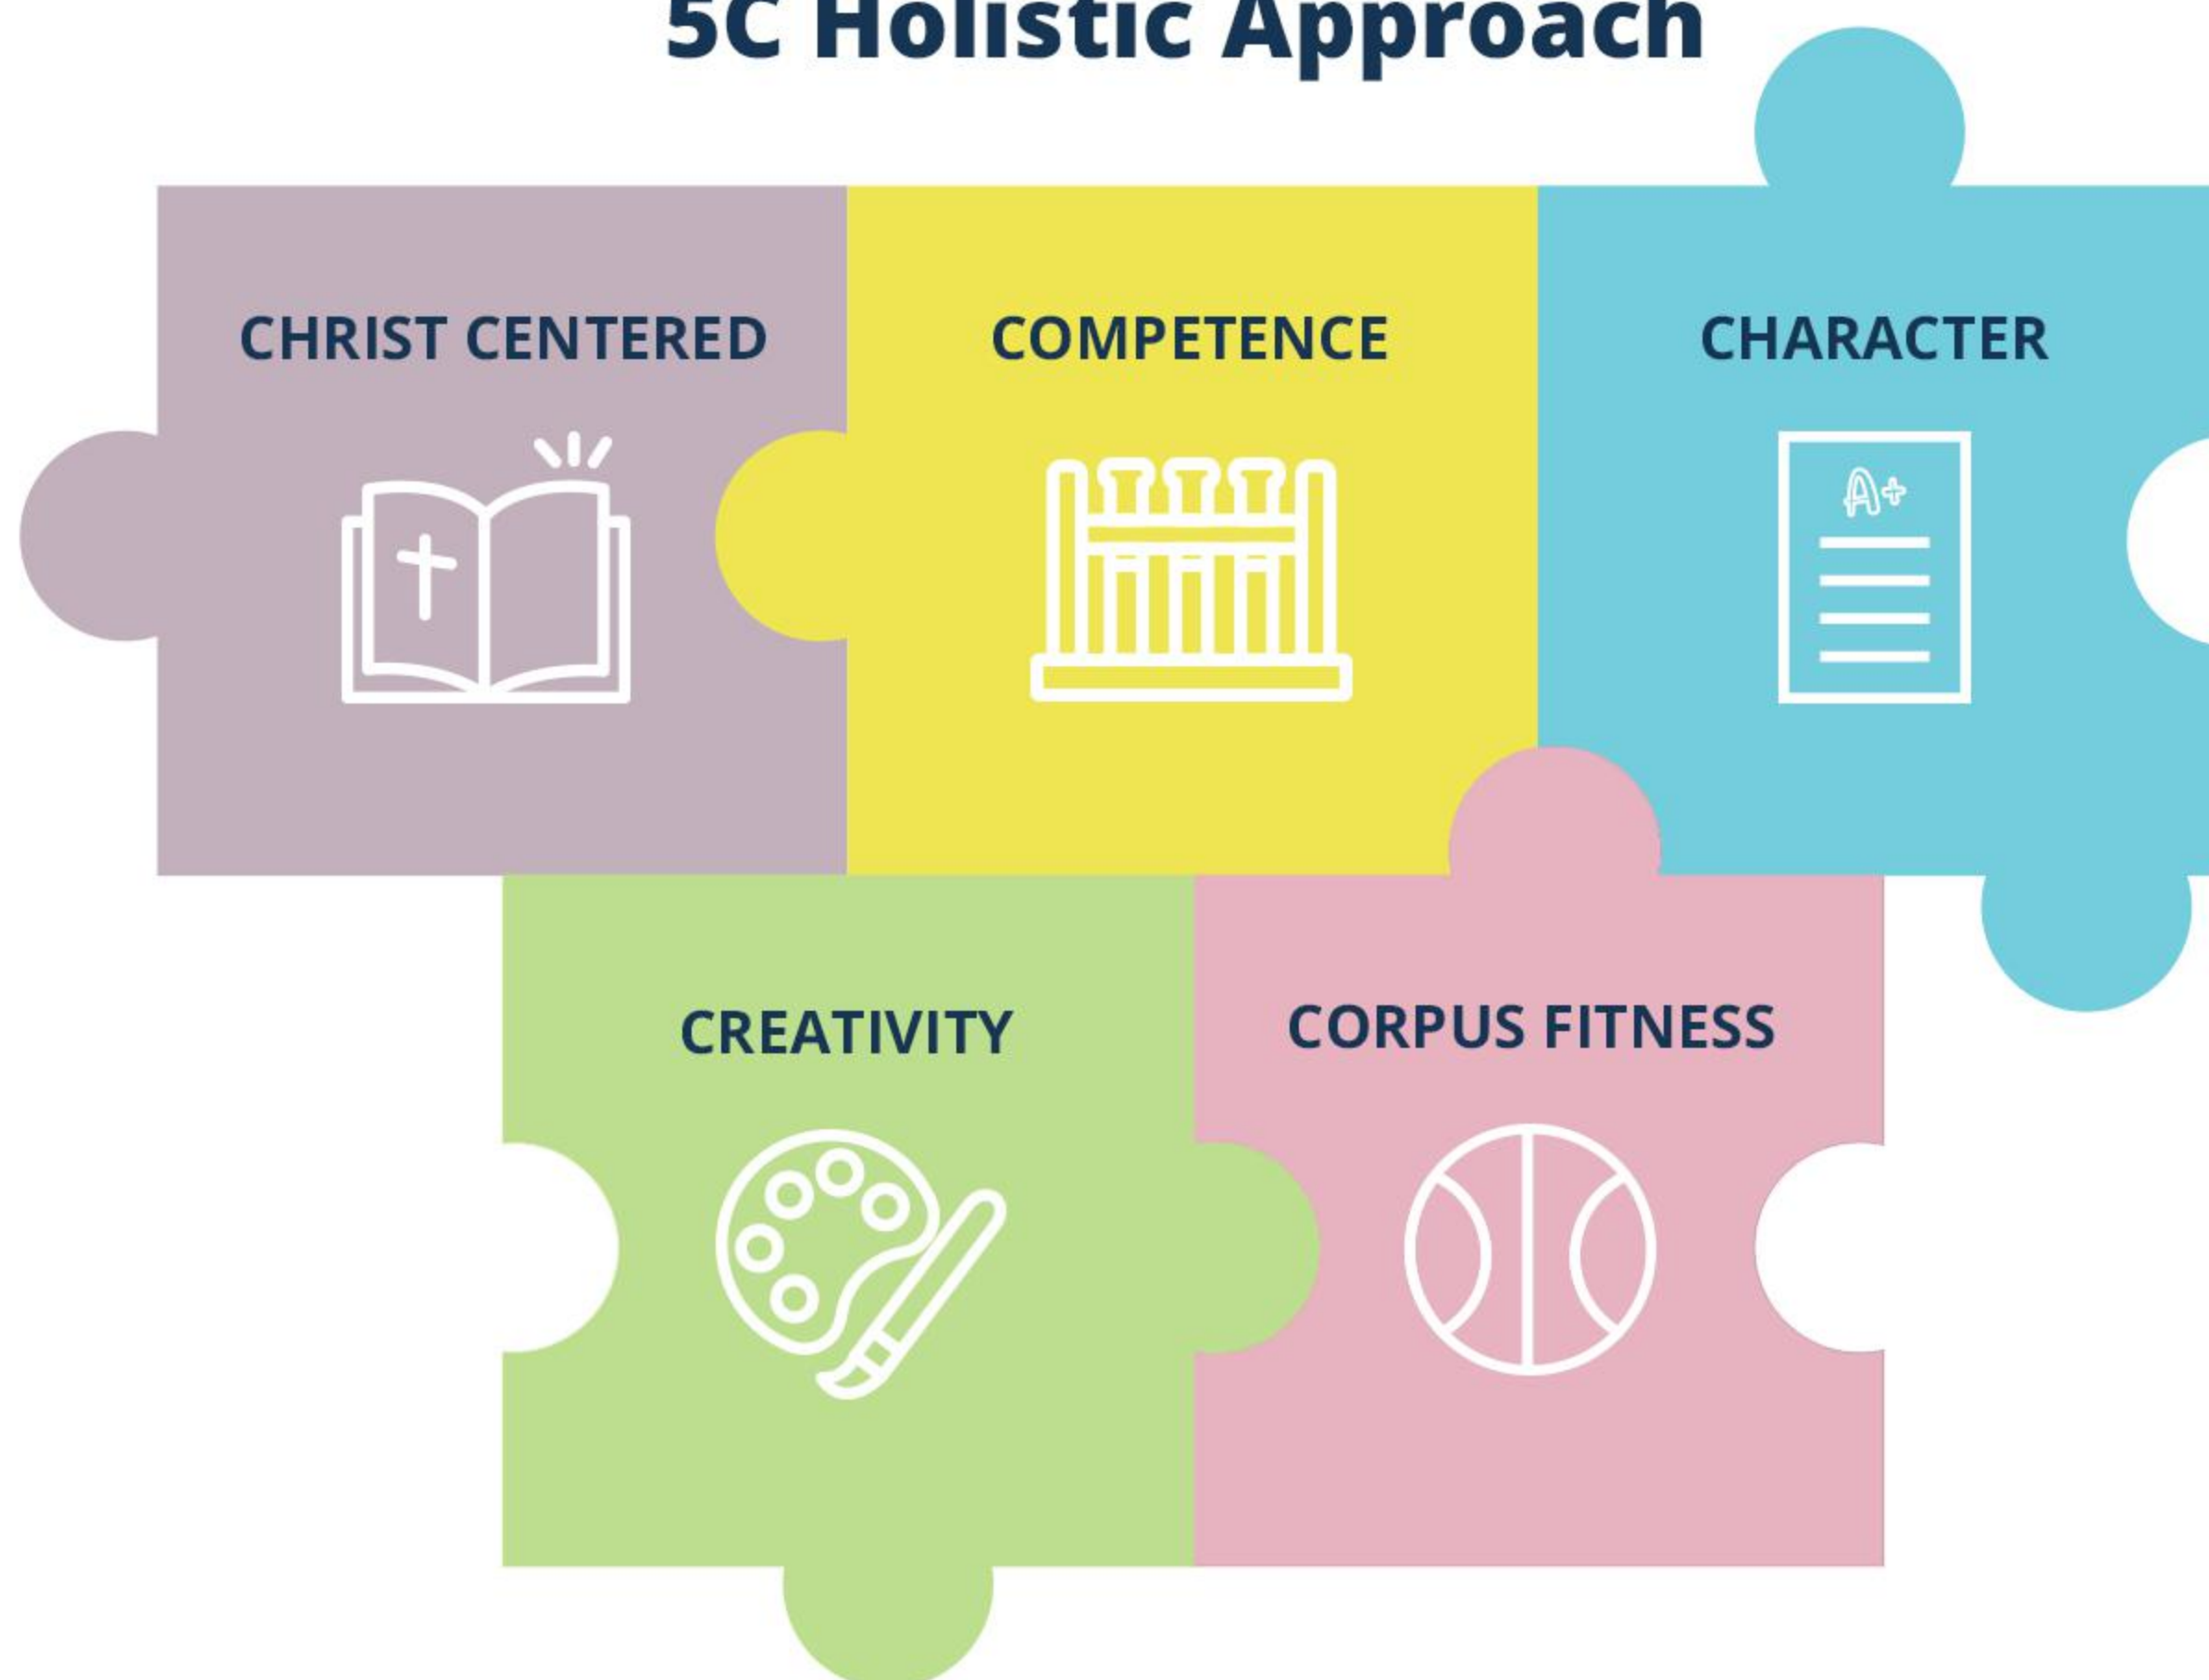 5C Holistic Approach
CHRIST CENTERED
COMPETENCE
CHARACTER
A+
CREATIVITY
CORPUS FITNESS